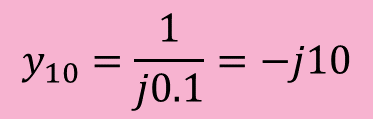 y₁₀ = 1/j0.1 = −j10